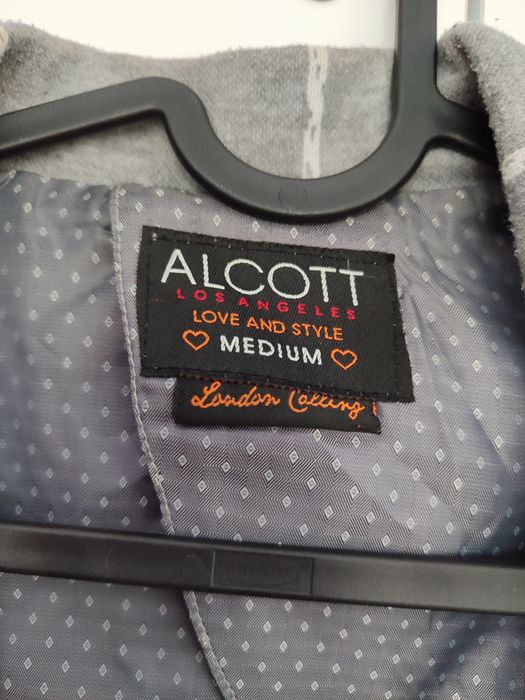 ALCOTT
LOS ANGELES
LOVE AND STYLE
MEDIUM
London Calling